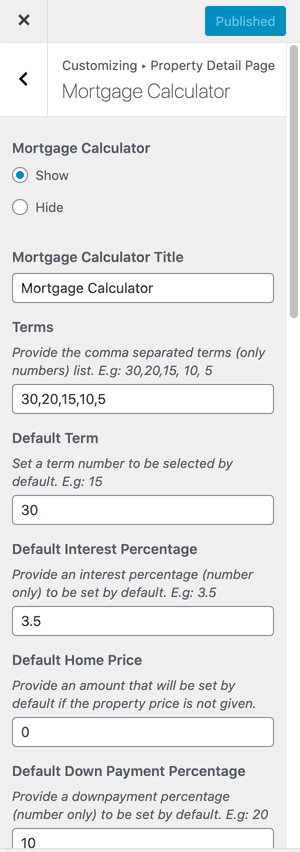 Published
Customizing ▸ Property Detail Page
Mortgage Calculator
Mortgage Calculator
Show
Hide
Mortgage Calculator Title
Mortgage Calculator
Terms
Provide the comma separated terms (only
numbers) list. E.g: 30,20,15, 10, 5
30,20,15,10,5
Default Term
Set a term number to be selected by
default. E.g: 15
30
Default Interest Percentage
Provide an interest percentage (number
only) to be set by default. E.g: 3.5
3.5
Default Home Price
Provide an amount that will be set by
default if the property price is not given.
0
Default Down Payment Percentage
Provide a downpayment percentage
(number only) to be set by default. E.g: 20
10